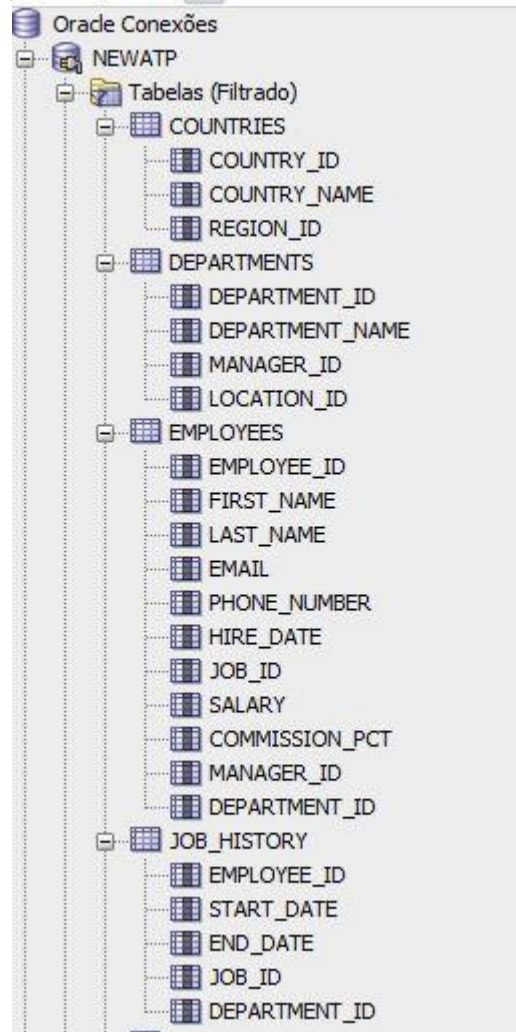 Oracle Conexões
NEWATP
Tabelas (Filtrado)
COUNTRIES
COUNTRY_ID
COUNTRY_NAME
REGION_ID
DEPARTMENTS
DEPARTMENT_ID
DEPARTMENT_NAME
MANAGER_ID
LOCATION_ID
EMPLOYEES
EMPLOYEE_ID
FIRST_NAME
LAST_NAME
EMAIL
PHONE_NUMBER
HIRE_DATE
JOB_ID
SALARY
COMMISSION_PCT
MANAGER_ID
DEPARTMENT_ID
JOB_HISTORY
EMPLOYEE_ID
START_DATE
END_DATE
JOB_ID
DEPARTMENT_ID